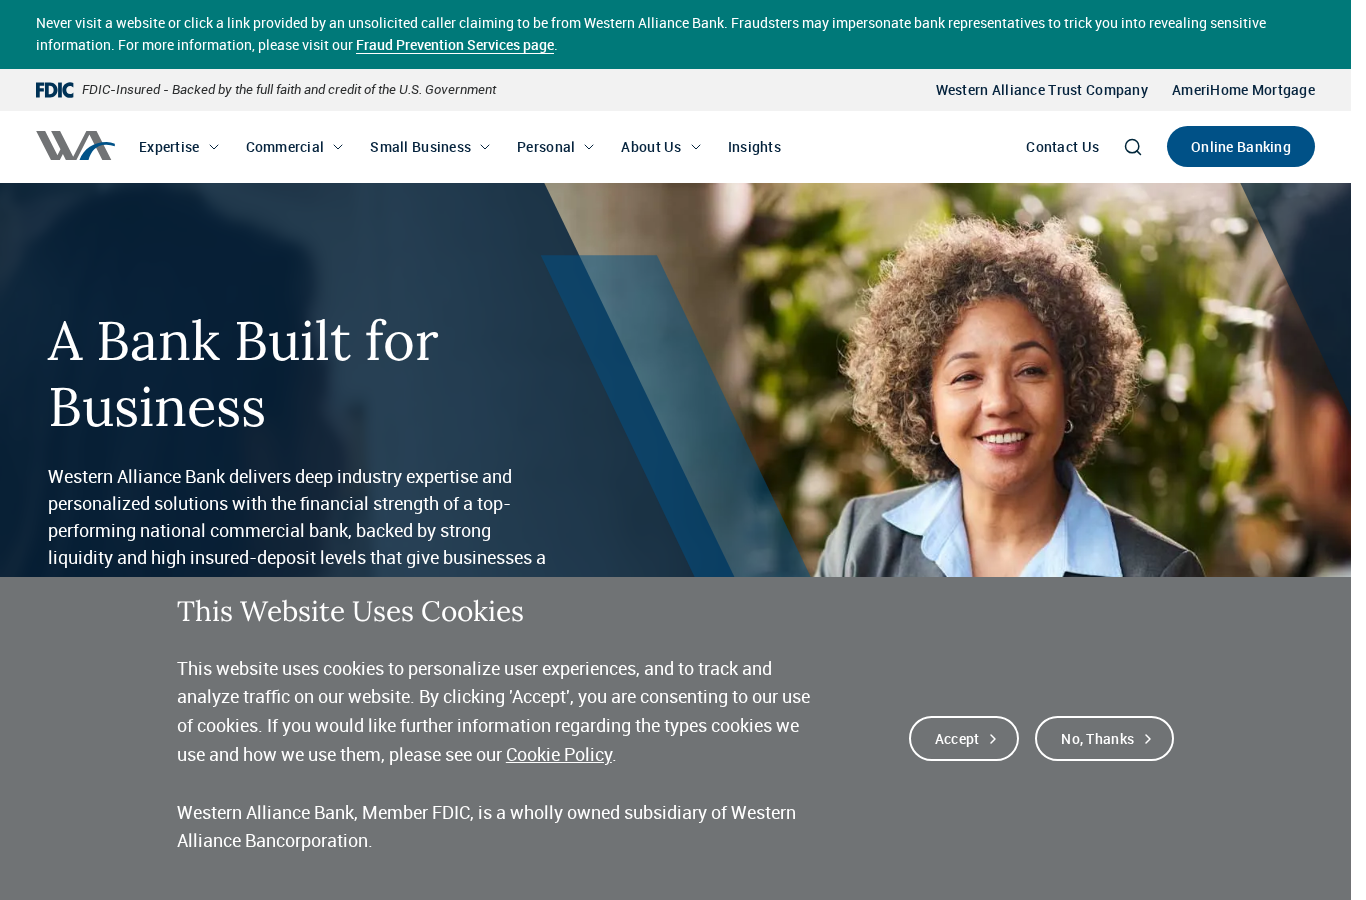 Never visit a website or click a link provided by an unsolicited caller claiming to be from Western Alliance Bank. Fraudsters may impersonate bank representatives to trick you into revealing sensitive
information. For more information, please visit our Fraud Prevention Services page.
FDIC FDIC-Insured - Backed by the full faith and credit of the U.S. Government
Western Alliance Trust Company AmeriHome Mortgage
WA Expertise Commercial Small Business Personal About Us Insights Contact Us Online Banking
A Bank Built for
Business
Western Alliance Bank delivers deep industry expertise and
personalized solutions with the financial strength of a top-
performing national commercial bank, backed by strong
liquidity and high insured-deposit levels that give businesses a
This Website Uses Cookies
This website uses cookies to personalize user experiences, and to track and
analyze traffic on our website. By clicking 'Accept', you are consenting to our use
of cookies. If you would like further information regarding the types cookies we
use and how we use them, please see our Cookie Policy.
Western Alliance Bank, Member FDIC, is a wholly owned subsidiary of Western
Alliance Bancorporation.
Accept
No, Thanks